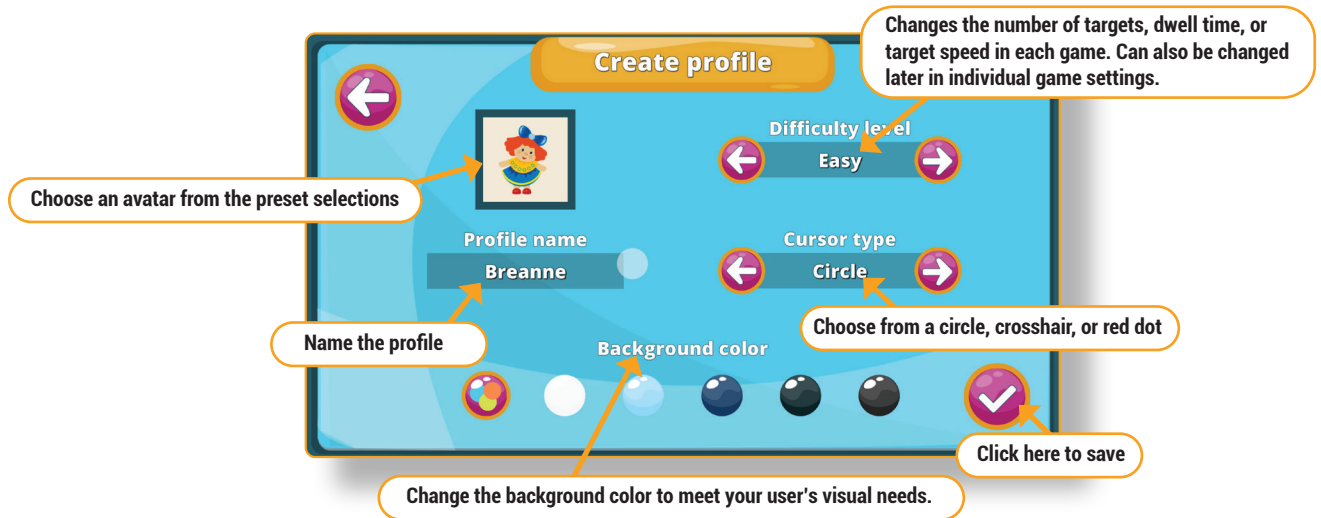 Changes the number of targets, dwell time, or
target speed in each game. Can also be changed
later in individual game settings.
Create profile
Difficulty level
Easy
Choose an avatar from the preset selections
Profile name
Breanne
Cursor type
Circle
Choose from a circle, crosshair, or red dot
Name the profile
Background color
Click here to save
Change the background color to meet your user's visual needs.